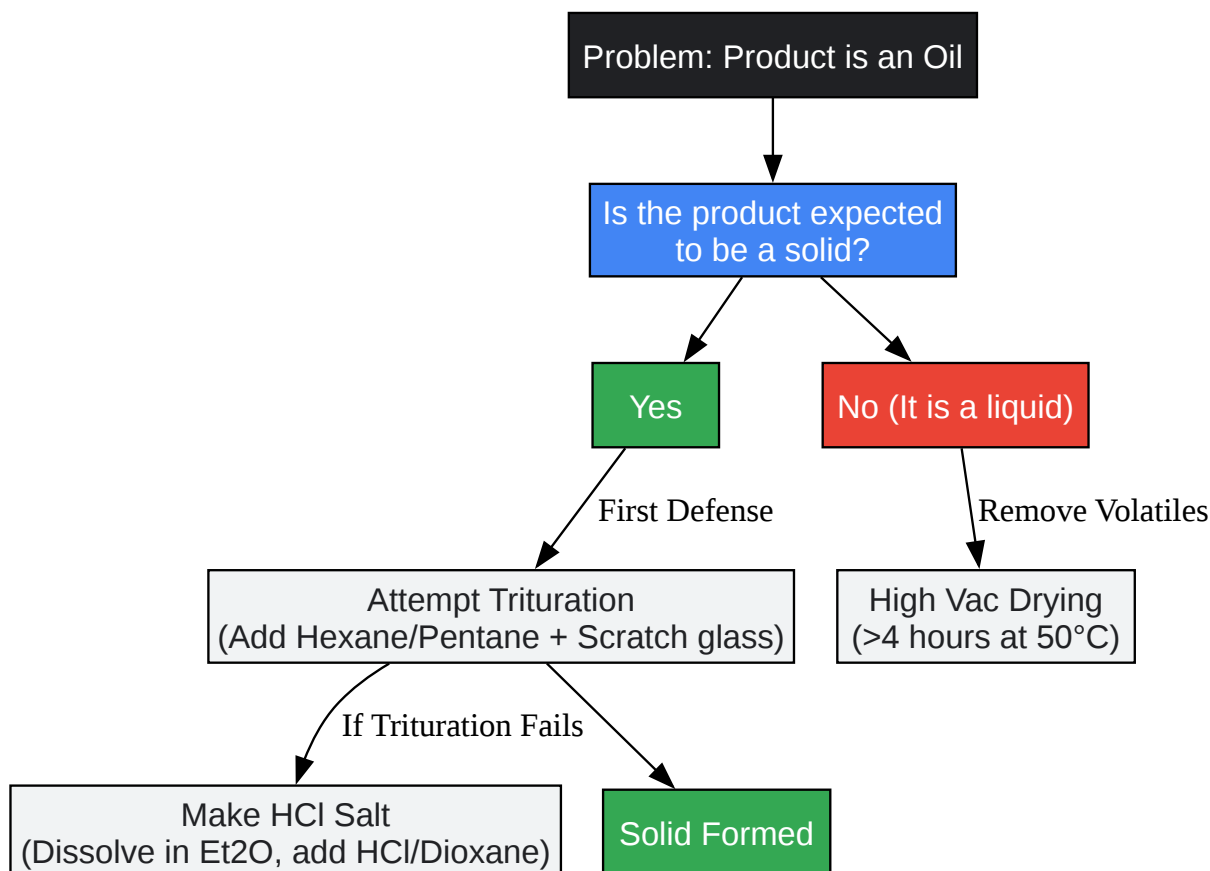 Problem: Product is an Oil
Is the product expected
to be a solid?
Yes
No (It is a liquid)
First Defense
Remove Volatiles
Attempt Trituration
(Add Hexane/Pentane + Scratch glass)
High Vac Drying
(>4 hours at 50°C)
If Trituration Fails
Make HCl Salt
(Dissolve in Et2O, add HCl/Dioxane)
Solid Formed